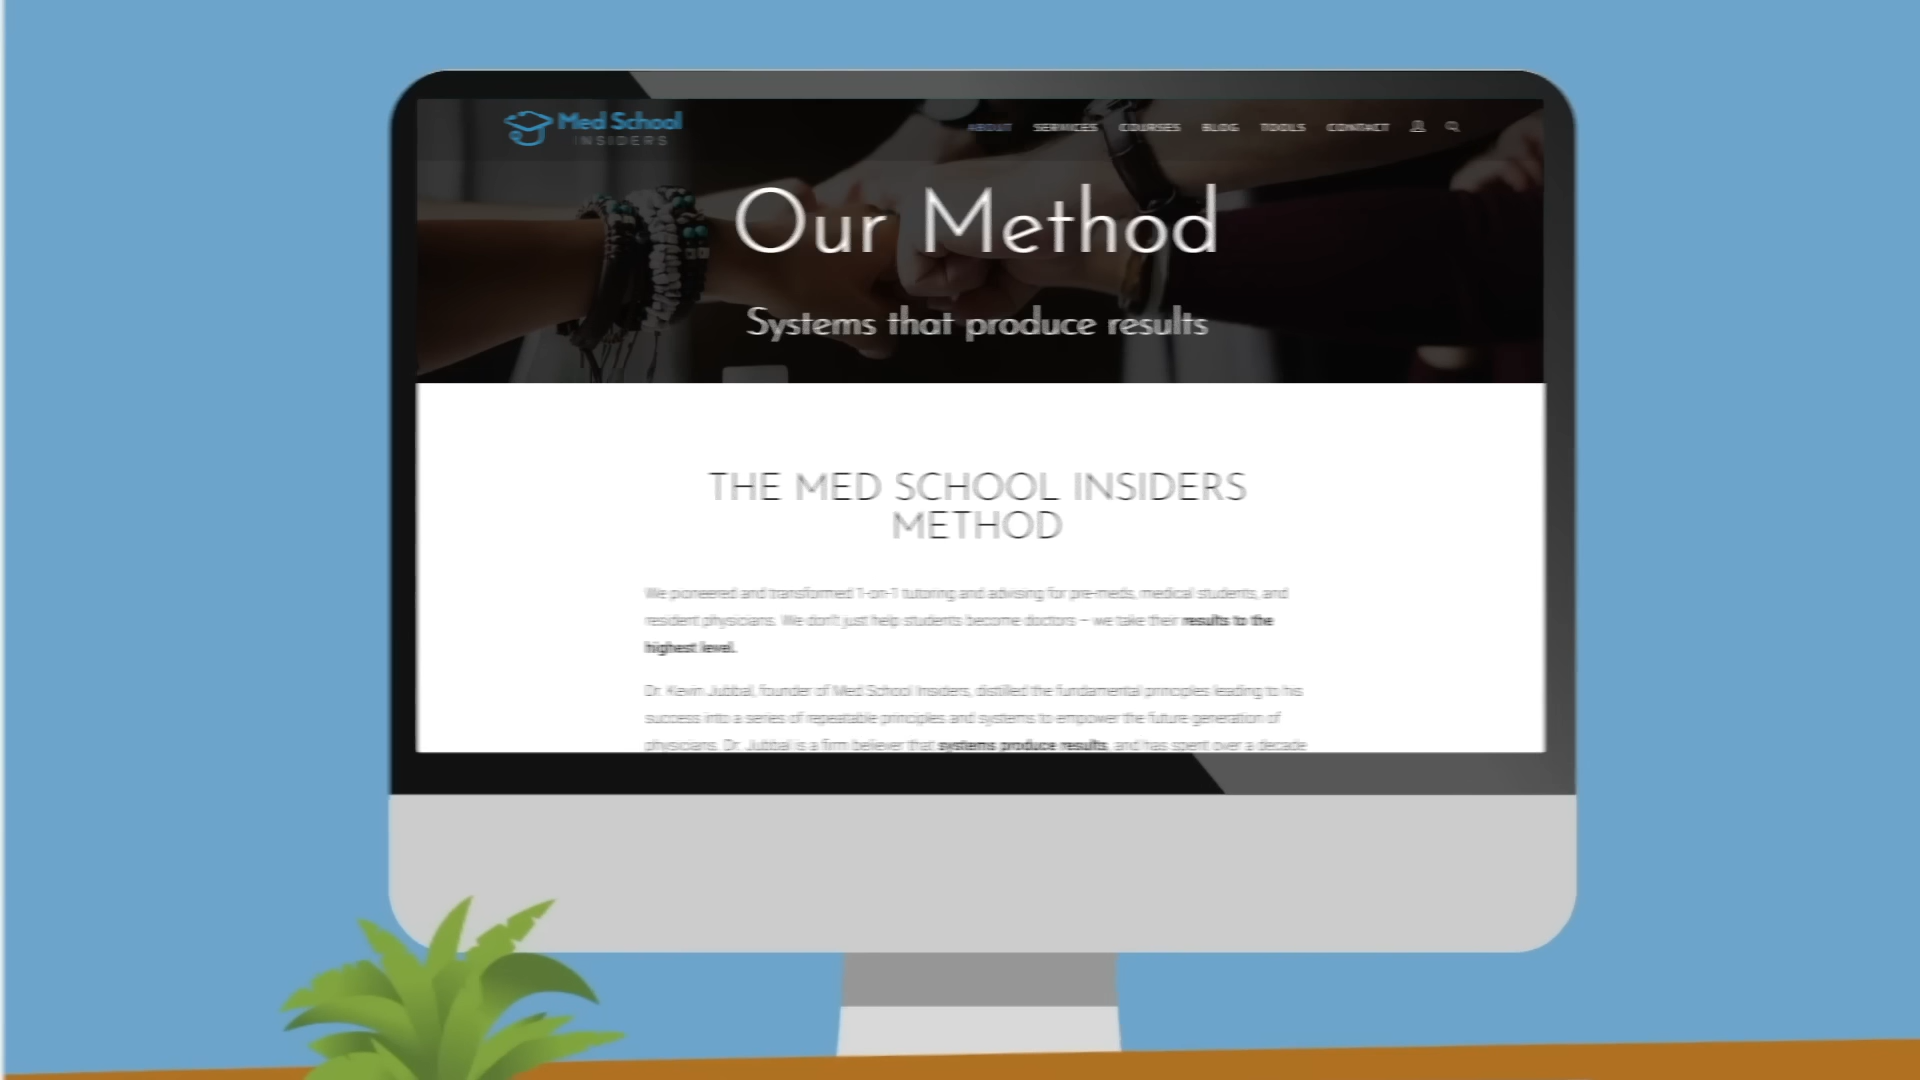 Med School
INSIDERS
ABOUT SERVICES COURSES BLOG TOOLS CONTACT
Our Method
Systems that produce results
THE MED SCHOOL INSIDERS
METHOD
We pioneered and transformed 1-on-1 tutoring and advising for pre-meds, medical students, and
resident physicians. We don't just help students become doctors – we take their results to the
highest level.
Dr. Kevin Jubbal, founder of Med School Insiders, distilled the fundamental principles leading to his
success into a series of repeatable principles and systems to empower the future generation of
physicians. Dr. Jubbal is a firm believer that systems produce results, and has spent over a decade